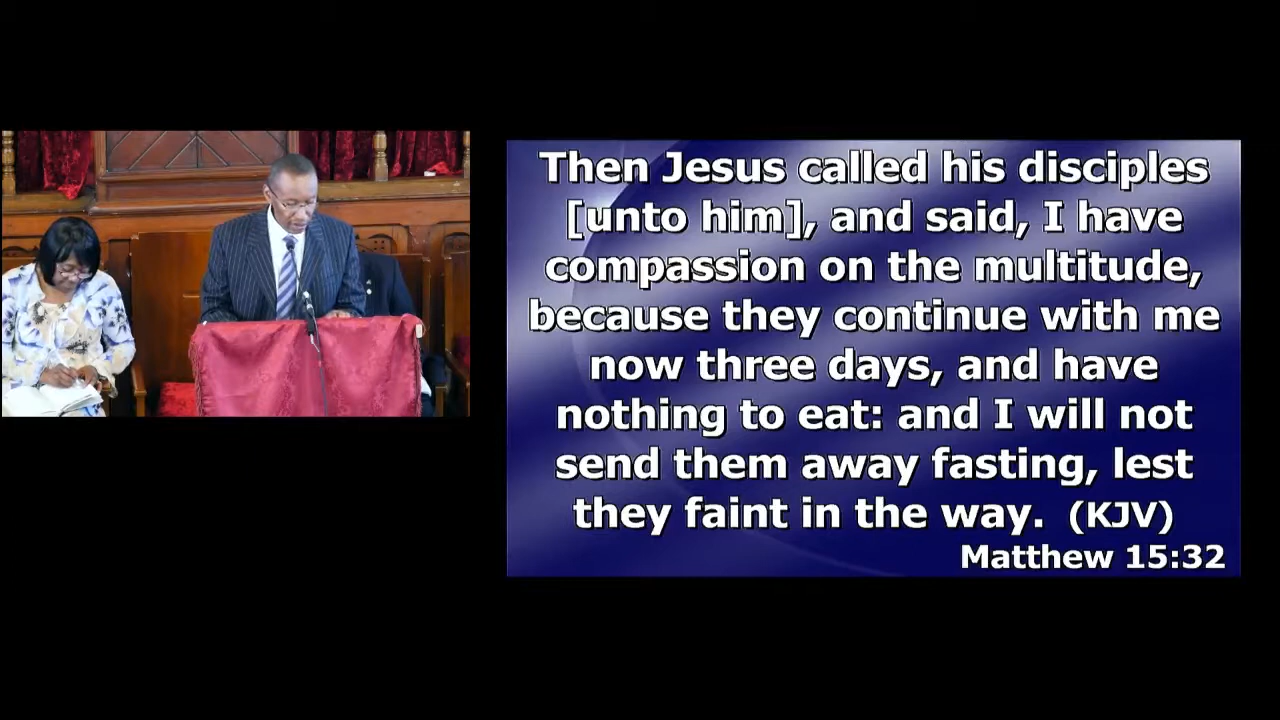 Then Jesus called his disciples
[unto him], and said, I have
compassion on the multitude,
because they continue with me
now three days, and have
nothing to eat: and I will not
send them away fasting, lest
they faint in the way. (KJV)
Matthew 15:32